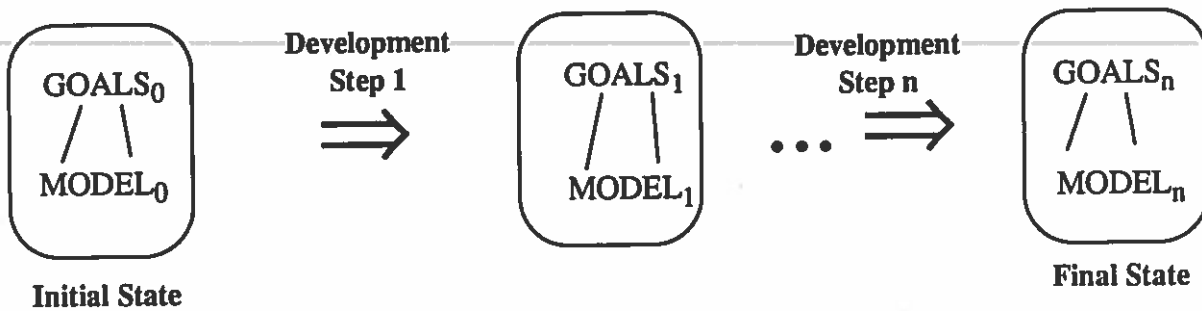 GOALS₀
MODEL₀
Initial State
Development
Step 1
GOALS₁
MODEL₁
...
Development
Step n
GOALSₙ
MODELₙ
Final State